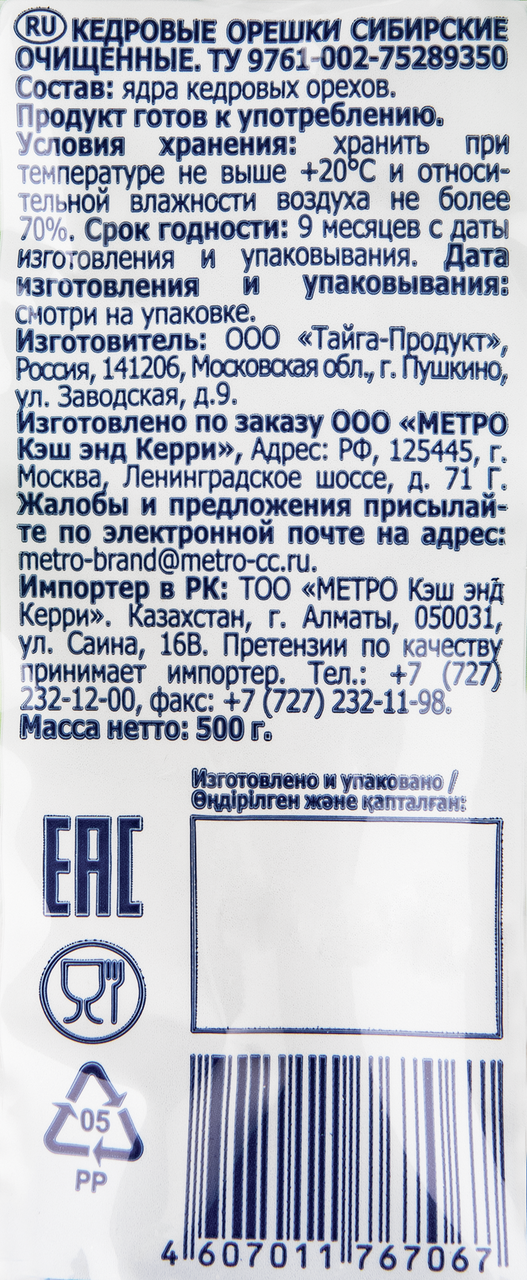 RU КЕДРОВЫЕ ОРЕШКИ СИБИРСКИЕ
ОЧИЩЕННЫЕ. ТУ 9761-002-75289350
Состав: ядра кедровых орехов.
Продукт готов к употреблению.
Условия хранения: хранить при
температуре не выше +20°C и относи-
тельной влажности воздуха не более
70%. Срок годности: 9 месяцев с даты
изготовления и упаковывания. Дата
изготовления и упаковывания:
смотри на упаковке.
Изготовитель: ООО «Тайга-Продукт»,
Россия, 141206, Московская обл., г. Пушкино,
ул. Заводская, д.9.
Изготовлено по заказу ООО «МЕТРО
Кэш энд Керри», Адрес: РФ, 125445, г.
Москва, Ленинградское шоссе, д. 71 Г.
Жалобы и предложения присылай-
те по электронной почте на адрес:
metro-brand@metro-cc.ru.
Импортер в РК: ТОО «МЕТРО Кэш энд
Керри». Казахстан, г. Алматы, 050031,
ул. Саина, 16В. Претензии по качеству
принимает импортер. Тел.: +7 (727)
232-12-00, факс: +7 (727) 232-11-98.
Масса нетто: 500 г.
Изготовлено и упаковано /
Өндірілген және қапталған:
EAC
05
PP
4 607011 767067